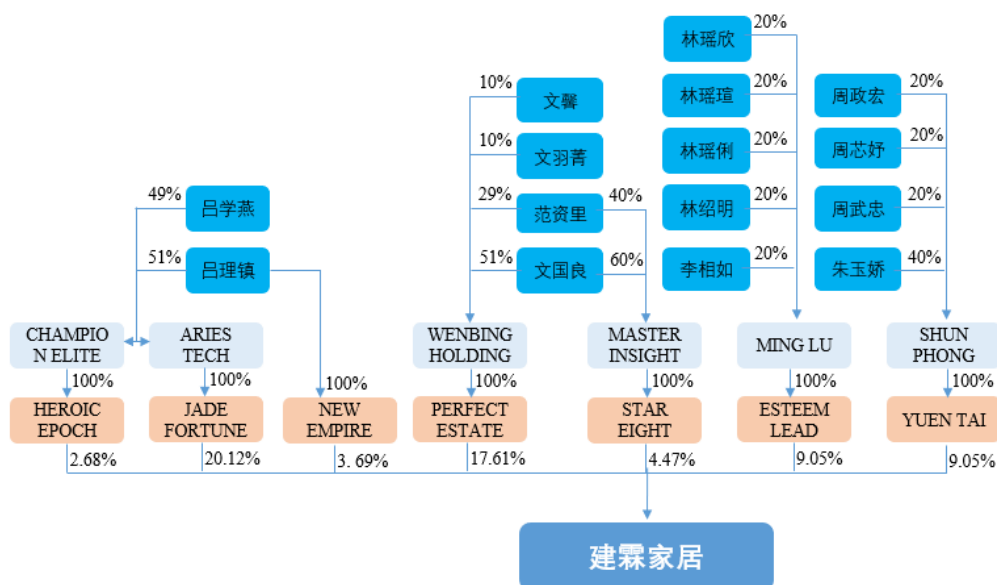 林瑶欣
20%
10%
文馨
林瑶瑄
20%
周政宏
20%
10%
文羽菁
林瑶俐
20%
周芯妤
20%
49%
吕学燕
29%
范资里
40%
林绍明
20%
周武忠
20%
51%
吕理镇
51%
文国良
60%
李相如
20%
朱玉娇
40%
CHAMPIO
N ELITE
ARIES
TECH
WENBING
HOLDING
MASTER
INSIGHT
MING LU
SHUN
PHONG
100%
100%
100%
100%
100%
100%
100%
HEROIC
EPOCH
JADE
FORTUNE
NEW
EMPIRE
PERFECT
ESTATE
STAR
EIGHT
ESTEEM
LEAD
YUEN TAI
2.68%
20.12%
3.69%
17.61%
4.47%
9.05%
9.05%
建霖家居